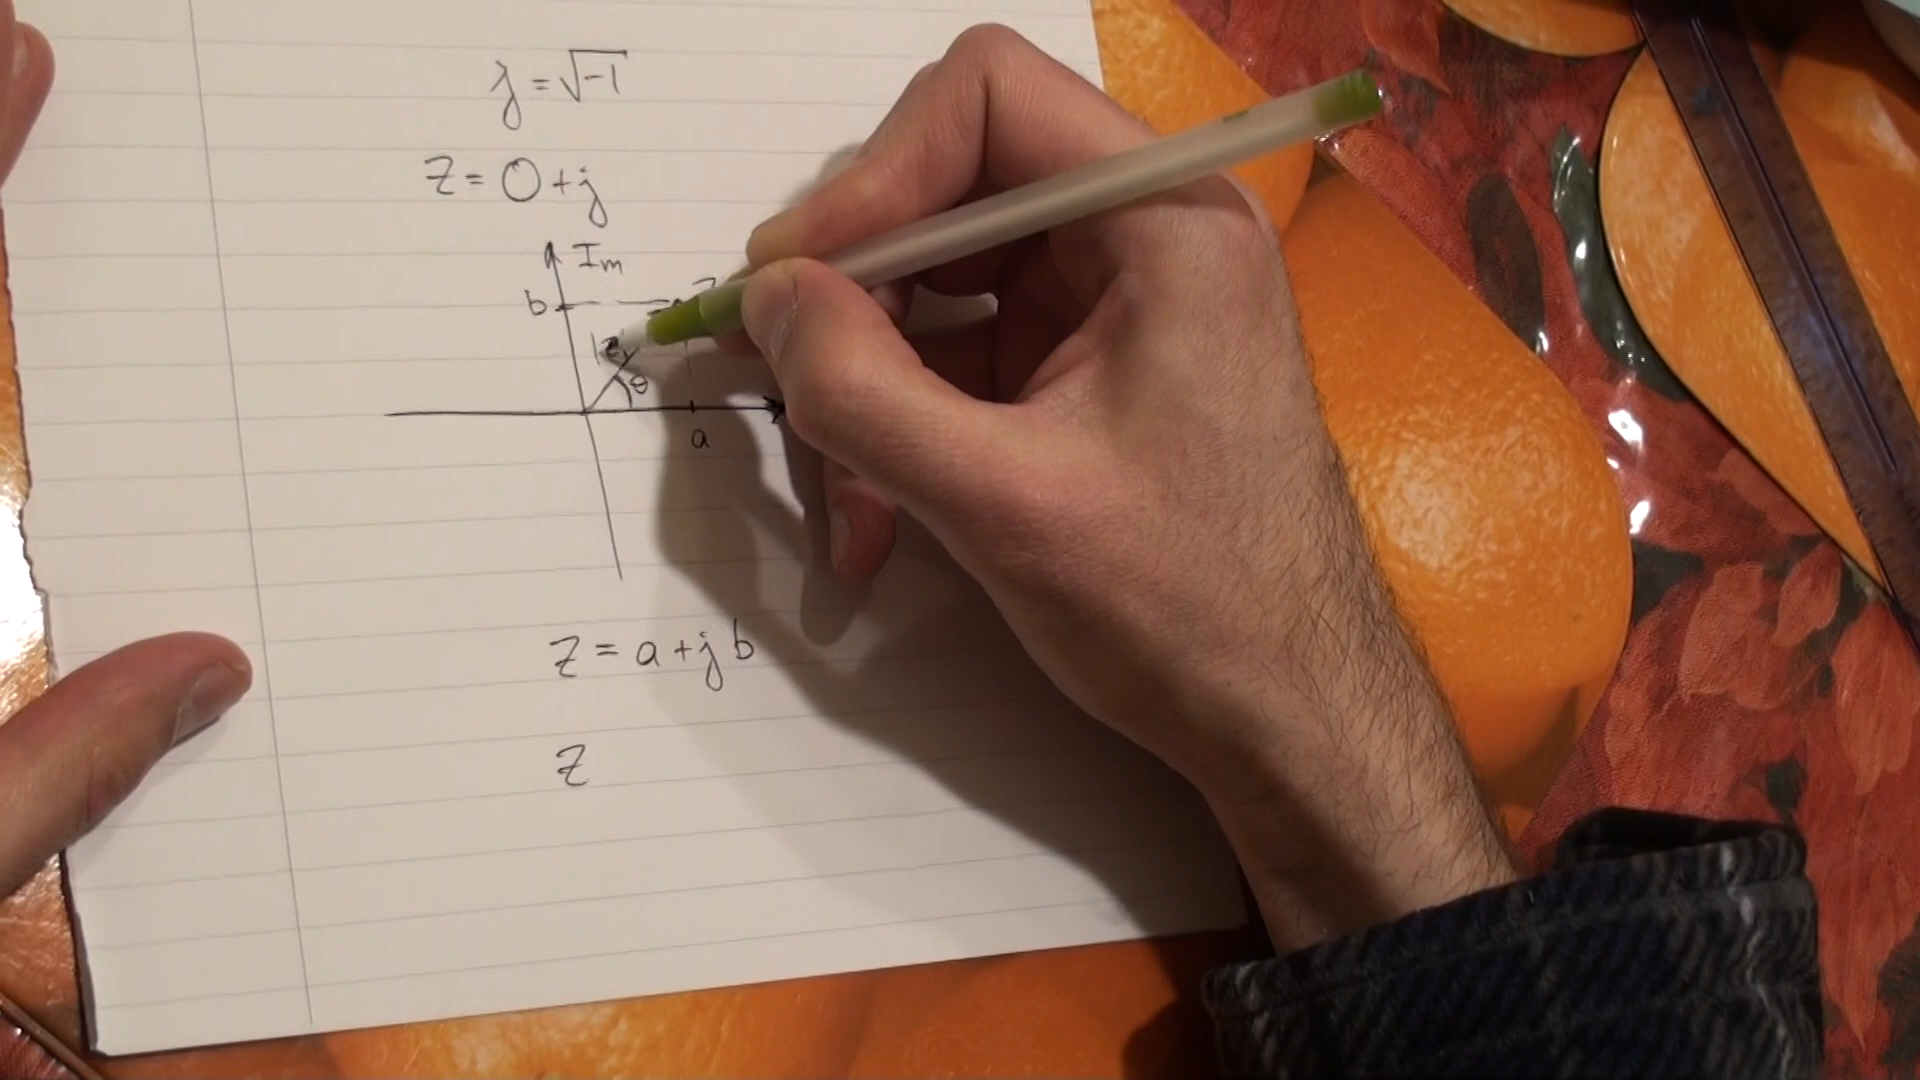 j = √-1
z = 0 + j
Im
b
θ
a
z = a + j b
z